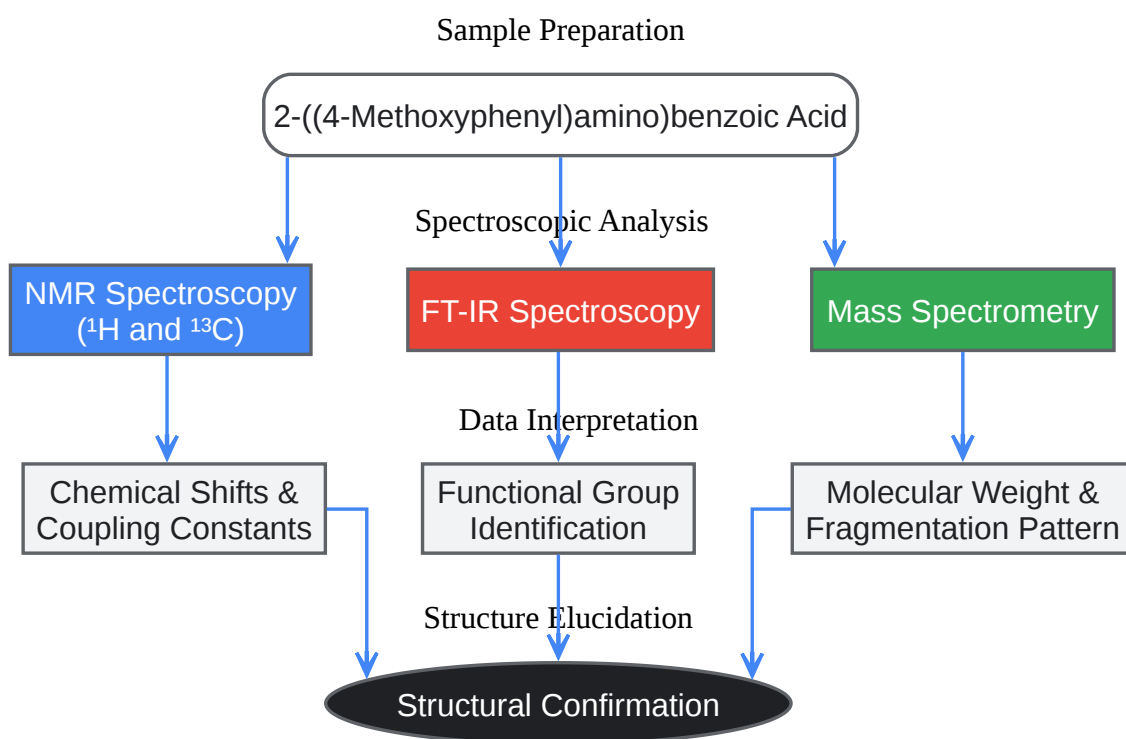 Sample Preparation
2-((4-Methoxyphenyl)amino)benzoic Acid
Spectroscopic Analysis
NMR Spectroscopy
(¹H and ¹³C)
FT-IR Spectroscopy
Mass Spectrometry
Data Interpretation
Chemical Shifts &
Coupling Constants
Functional Group
Identification
Molecular Weight &
Fragmentation Pattern
Structure Elucidation
Structural Confirmation